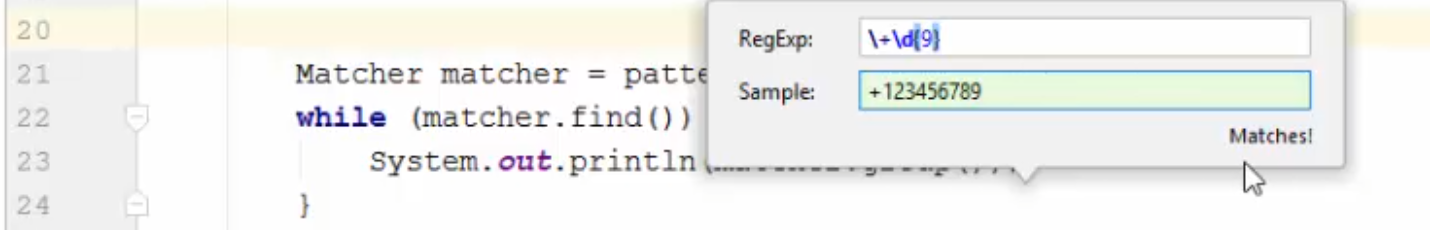 20
RegExp: \+\d{9}
21 Matcher matcher = patte
Sample: +123456789
22 while (matcher.find())
Matches!
23 System.out.println(
24 }